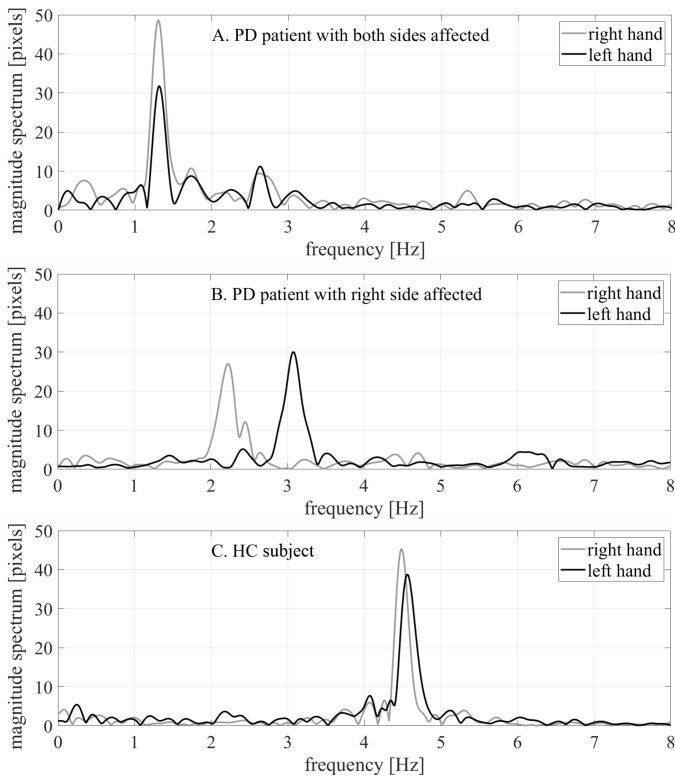 magnitude spectrum [pixels]
50
40
30
20
10
0
A. PD patient with both sides affected
right hand
left hand
0 1 2 3 4 5 6 7 8
frequency [Hz]
magnitude spectrum [pixels]
50
40
30
20
10
0
B. PD patient with right side affected
right hand
left hand
0 1 2 3 4 5 6 7 8
frequency [Hz]
magnitude spectrum [pixels]
50
40
30
20
10
0
C. HC subject
right hand
left hand
0 1 2 3 4 5 6 7 8
frequency [Hz]